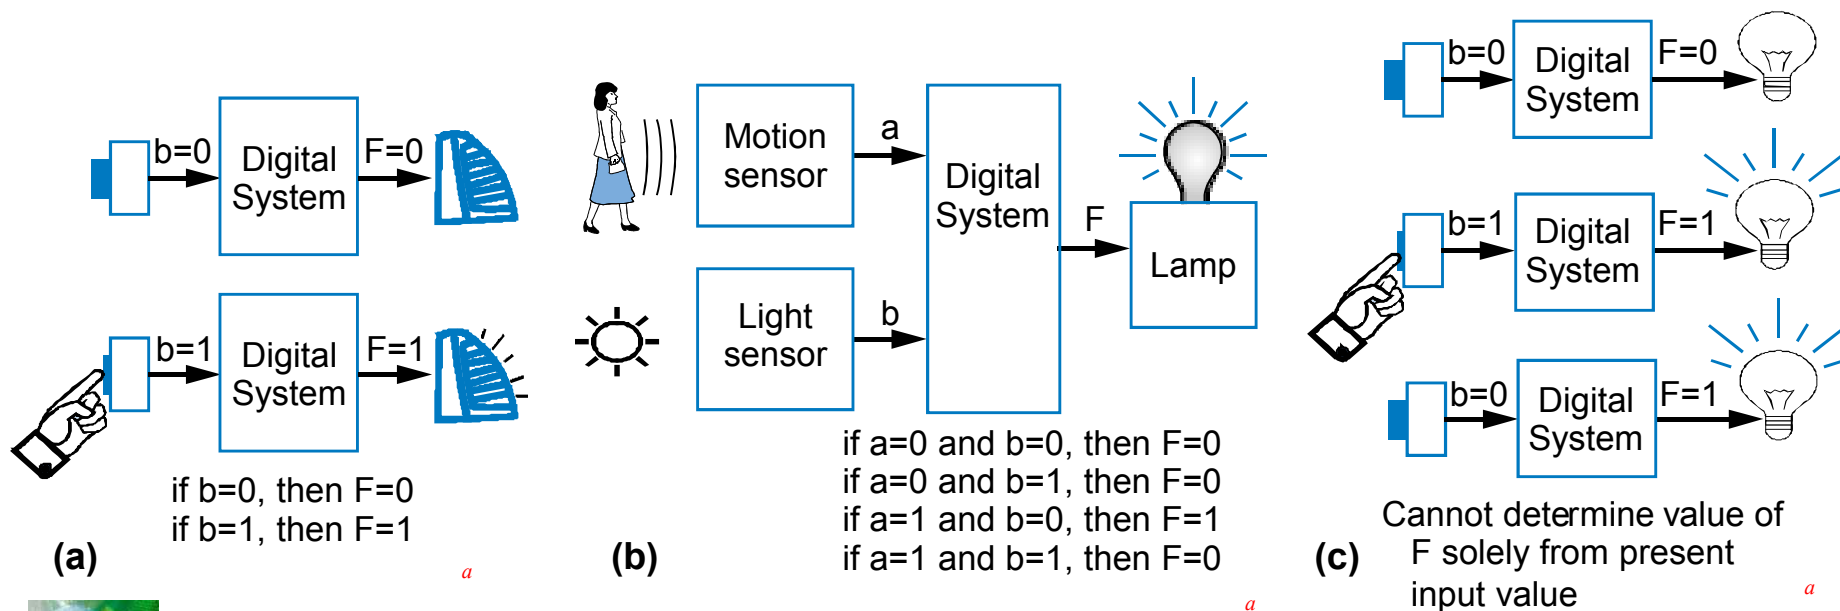 b=0
Digital
System
F=0
b=1
Digital
System
F=1
if b=0, then F=0
if b=1, then F=1
(a)
a
Motion
sensor
a
Light
sensor
b
Digital
System
F
Lamp
if a=0 and b=0, then F=0
if a=0 and b=1, then F=0
if a=1 and b=0, then F=1
if a=1 and b=1, then F=0
(b)
a
b=0
Digital
System
F=0
b=1
Digital
System
F=1
b=0
Digital
System
F=1
Cannot determine value of
F solely from present
input value
(c)
a